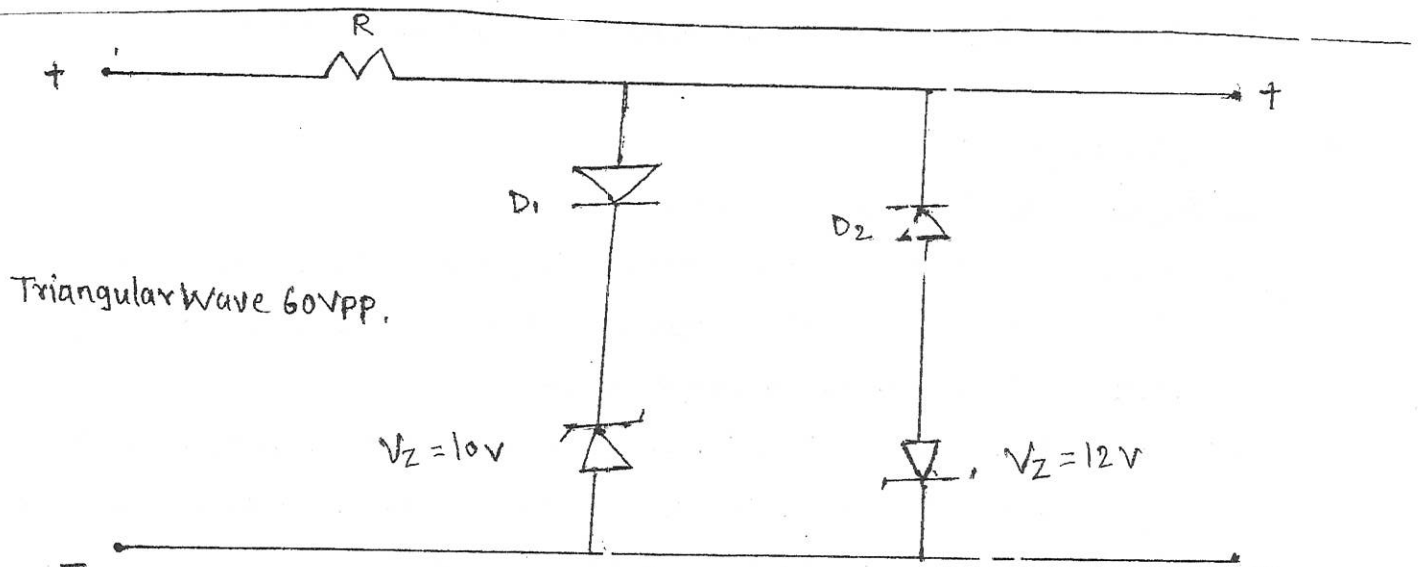 R
+
+
D1
D2
Triangular Wave 60Vpp.
VZ = 10V
VZ = 12V
−